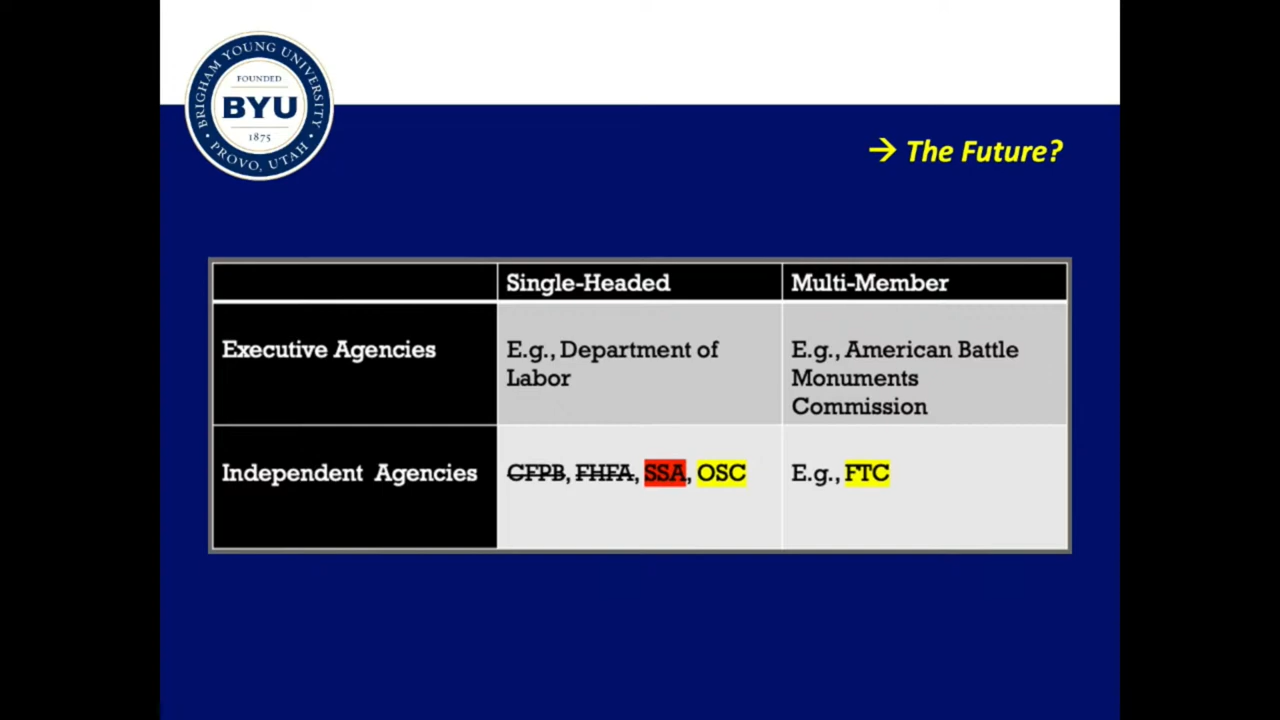 BRIGHAM YOUNG UNIVERSITY
FOUNDED
BYU
1875
PROVO, UTAH
→ The Future?
Single-Headed
Multi-Member
Executive Agencies
E.g., Department of
Labor
E.g., American Battle
Monuments
Commission
Independent Agencies
CFPB, FHFA, SSA, OSC
E.g., FTC